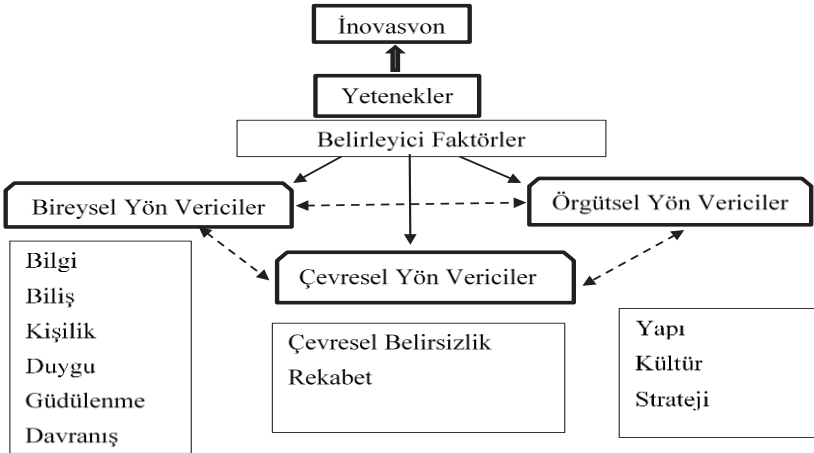 İnovasvon
Yetenekler
Belirleyici Faktörler
Bireysel Yön Vericiler
Örgütsel Yön Vericiler
Çevresel Yön Vericiler
Bilgi
Biliş
Kişilik
Duygu
Güdülenme
Davranış
Çevresel Belirsizlik
Rekabet
Yapı
Kültür
Strateji